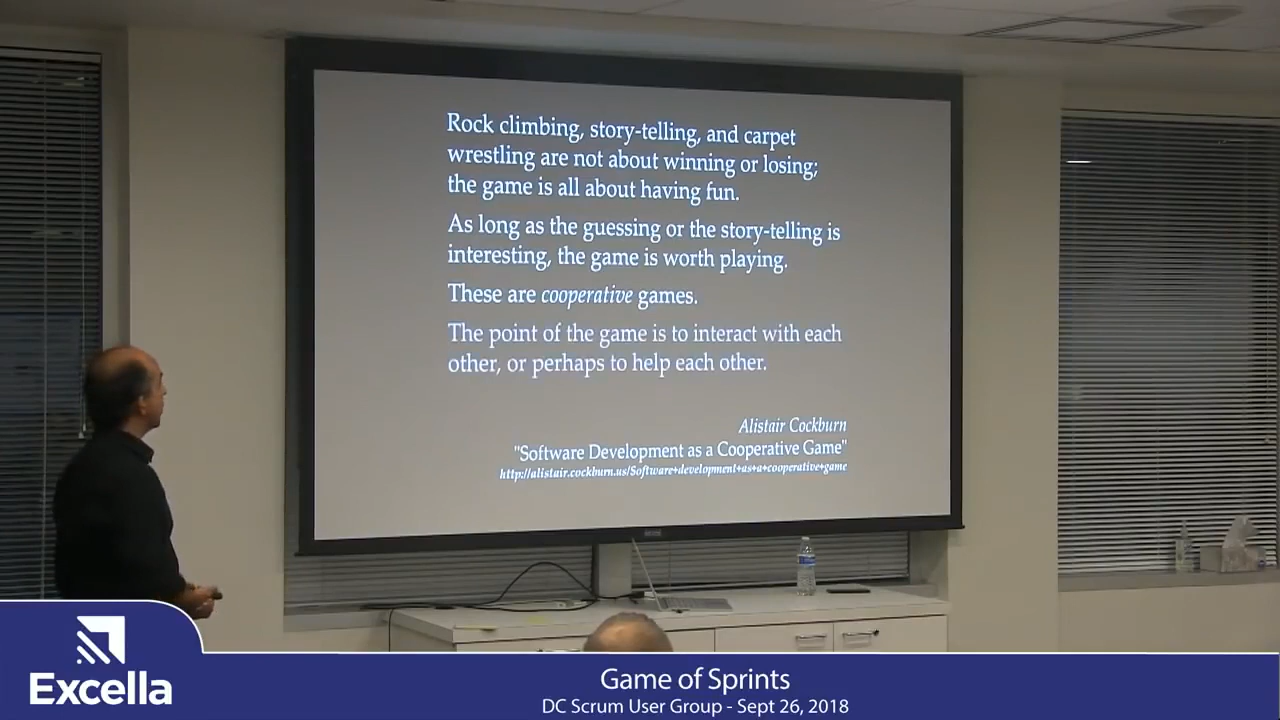 Rock climbing, story-telling, and carpet
wrestling are not about winning or losing;
the game is all about having fun.
As long as the guessing or the story-telling is
interesting, the game is worth playing.
These are cooperative games.
The point of the game is to interact with each
other, or perhaps to help each other.
Alistair Cockburn
"Software Development as a Cooperative Game"
http://alistair.cockburn.us/Software+development+as+a+cooperative+game
Excella
Game of Sprints
DC Scrum User Group - Sept 26, 2018